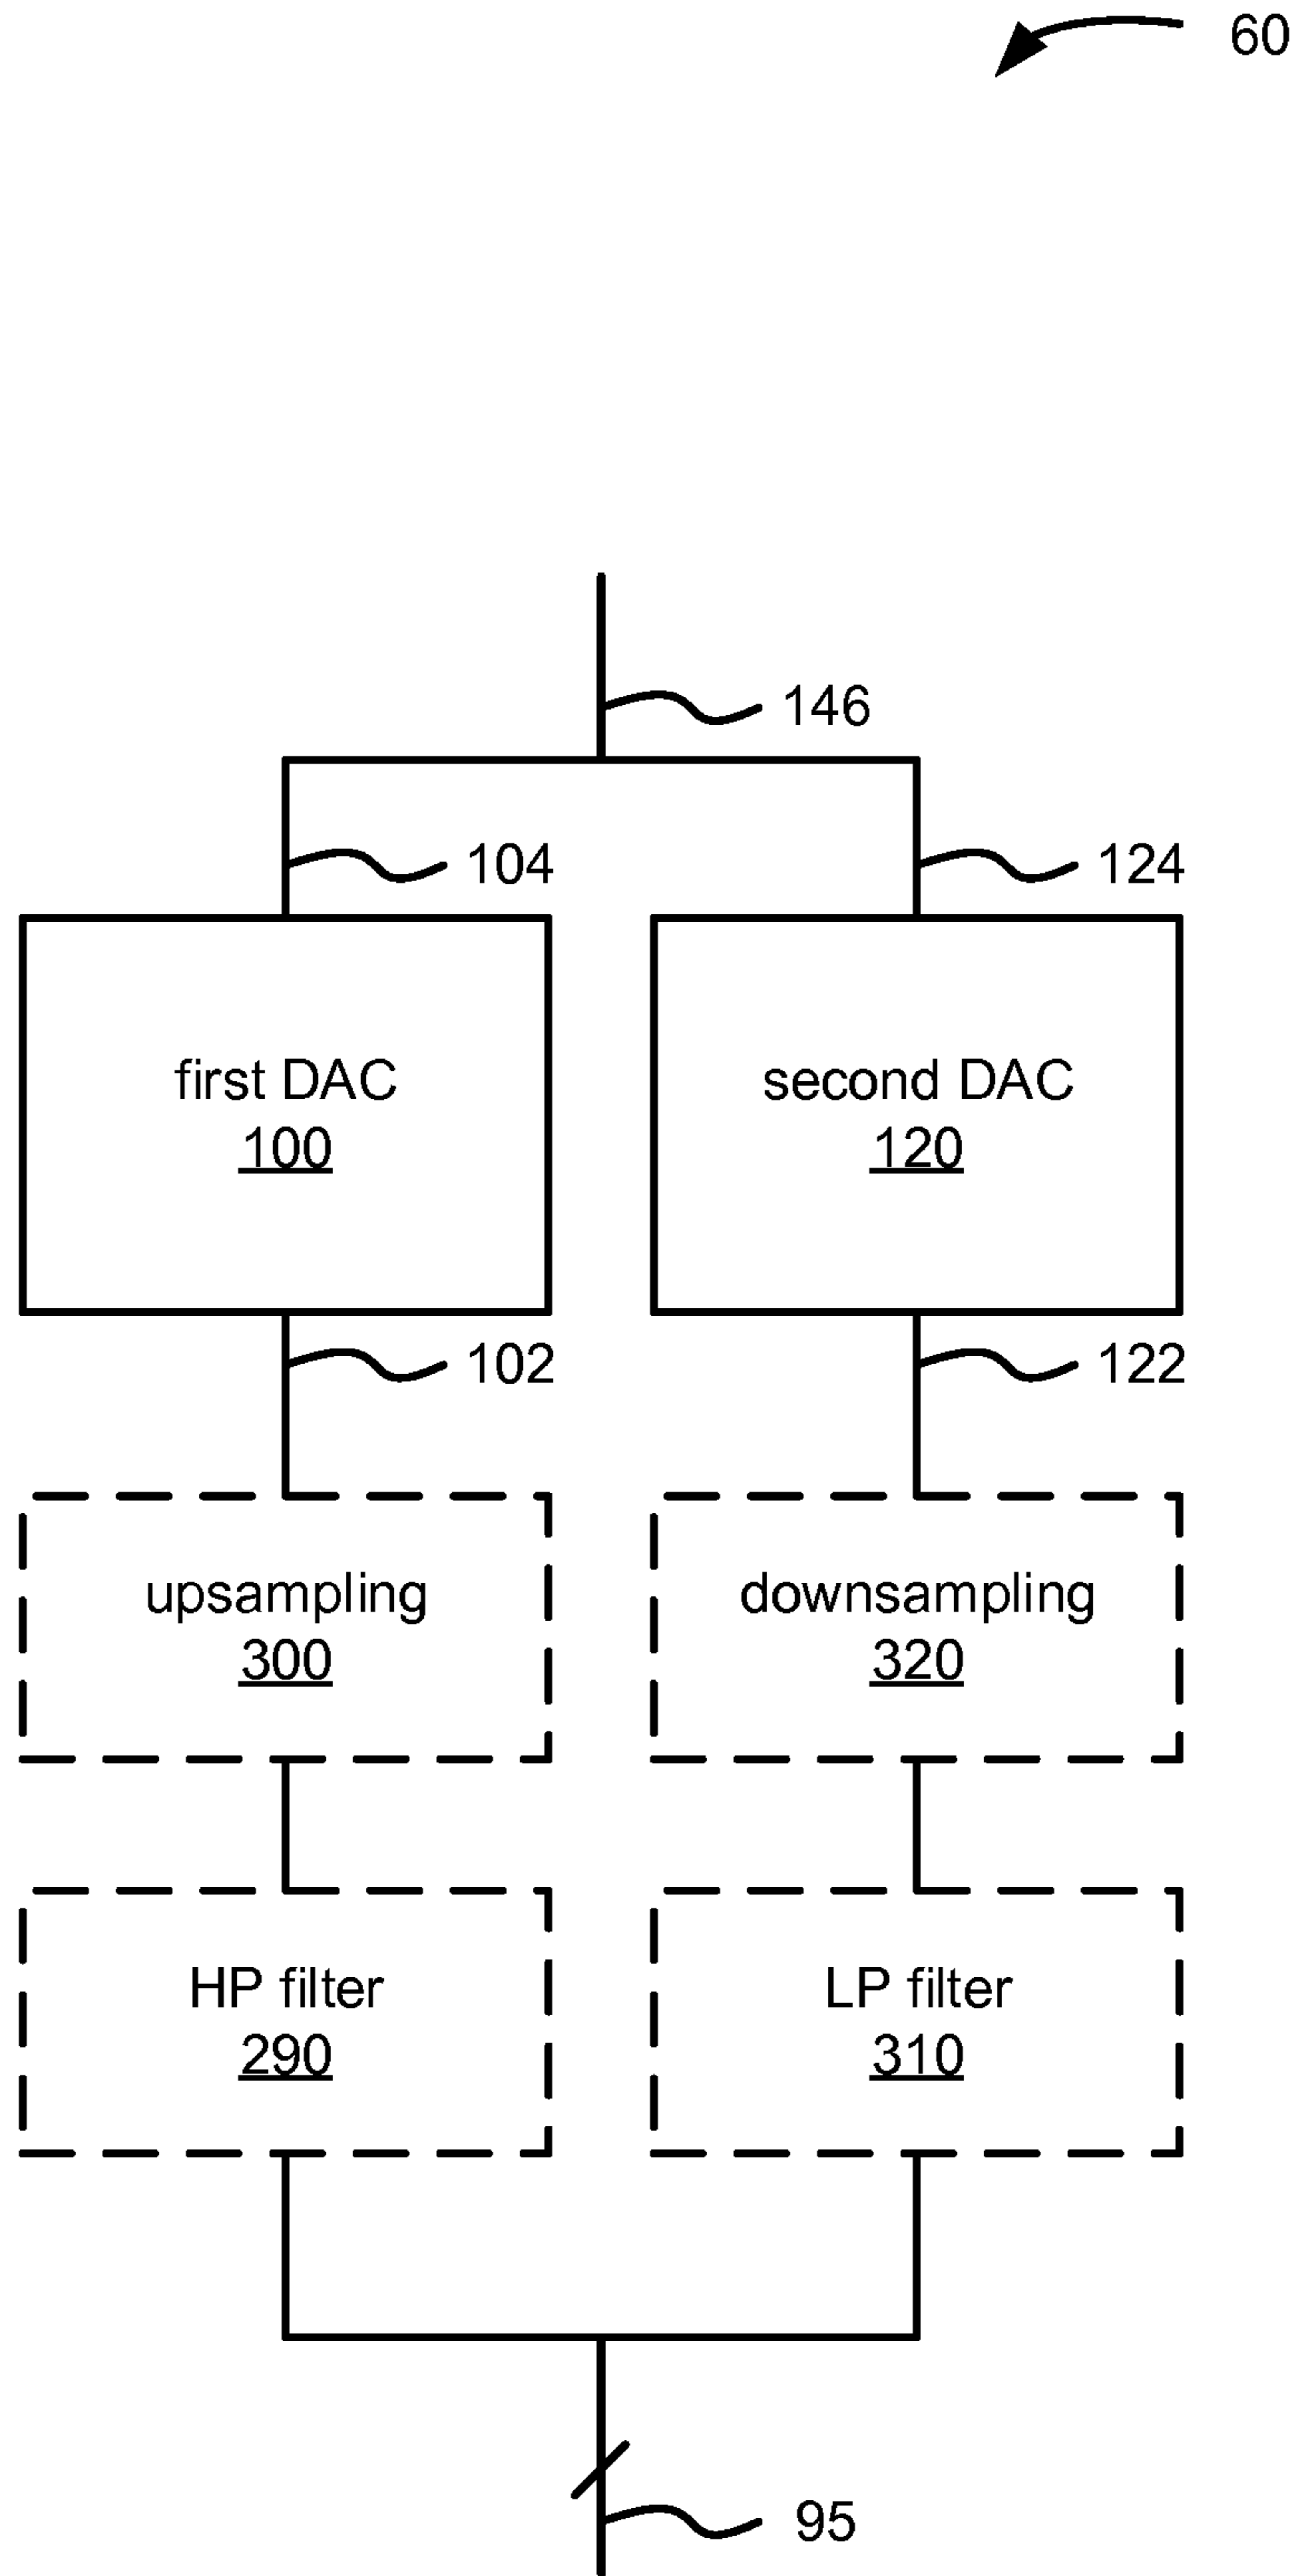 60
146
104
124
first DAC
100
second DAC
120
102
122
upsampling
300
downsampling
320
HP filter
290
LP filter
310
95